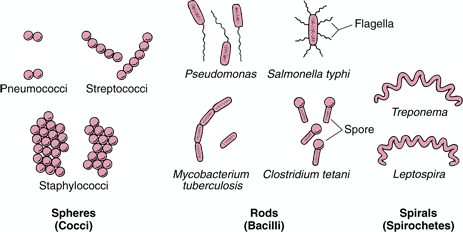 Flagella
Pneumococci
Streptococci
Pseudomonas
Salmonella typhi
Treponema
Spore
Staphylococci
Mycobacterium
tuberculosis
Clostridium tetani
Leptospira
Spheres
(Cocci)
Rods
(Bacilli)
Spirals
(Spirochetes)